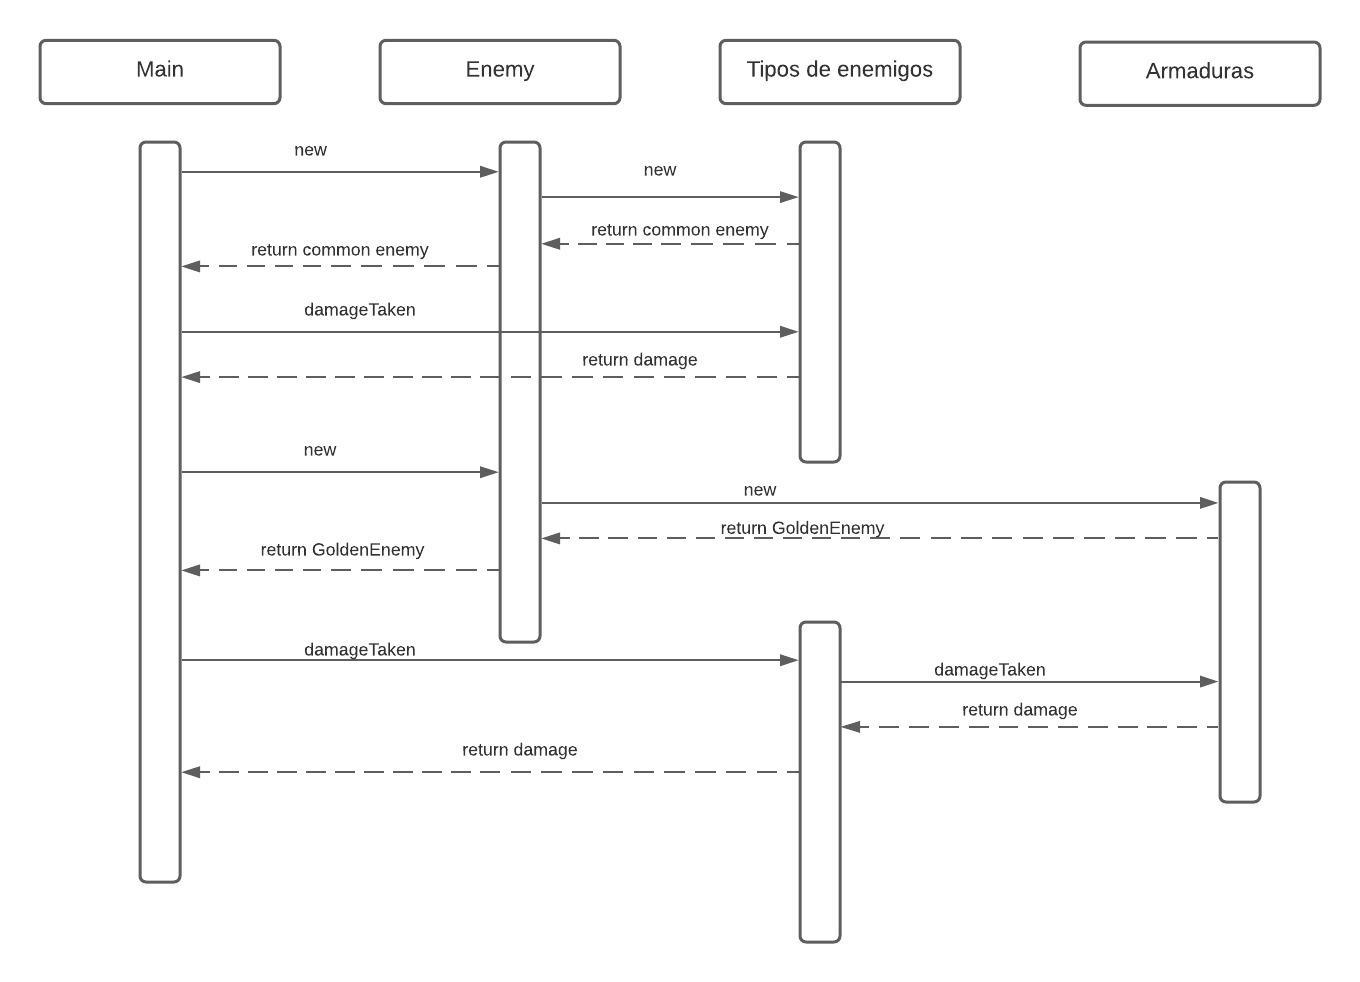 Main
Enemy
Tipos de enemigos
Armaduras
new
new
return common enemy
return common enemy
damageTaken
return damage
new
new
return GoldenEnemy
return GoldenEnemy
damageTaken
damageTaken
return damage
return damage